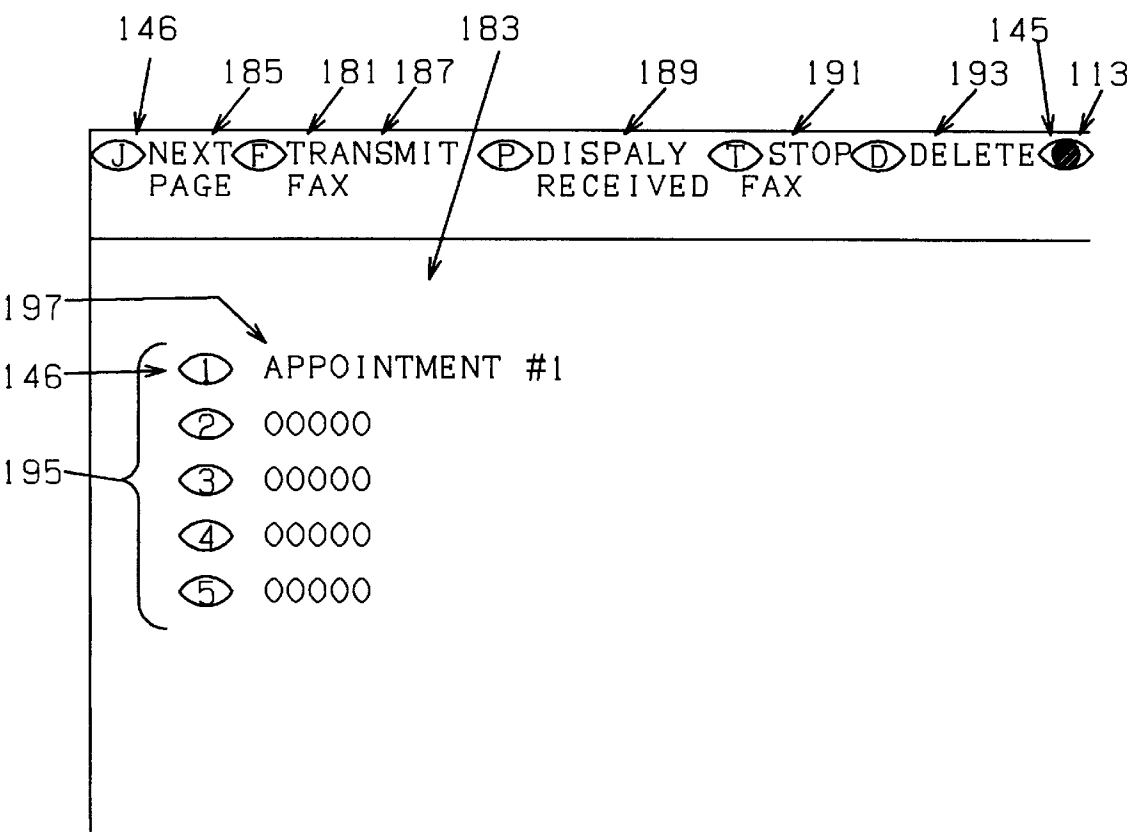 146 183 145
185 181 187 189 191 193 113
J NEXT F TRANSMIT P DISPALY T STOP D DELETE
PAGE FAX RECEIVED FAX
197
1 APPOINTMENT #1
146
2 00000
195
3 00000
4 00000
5 00000